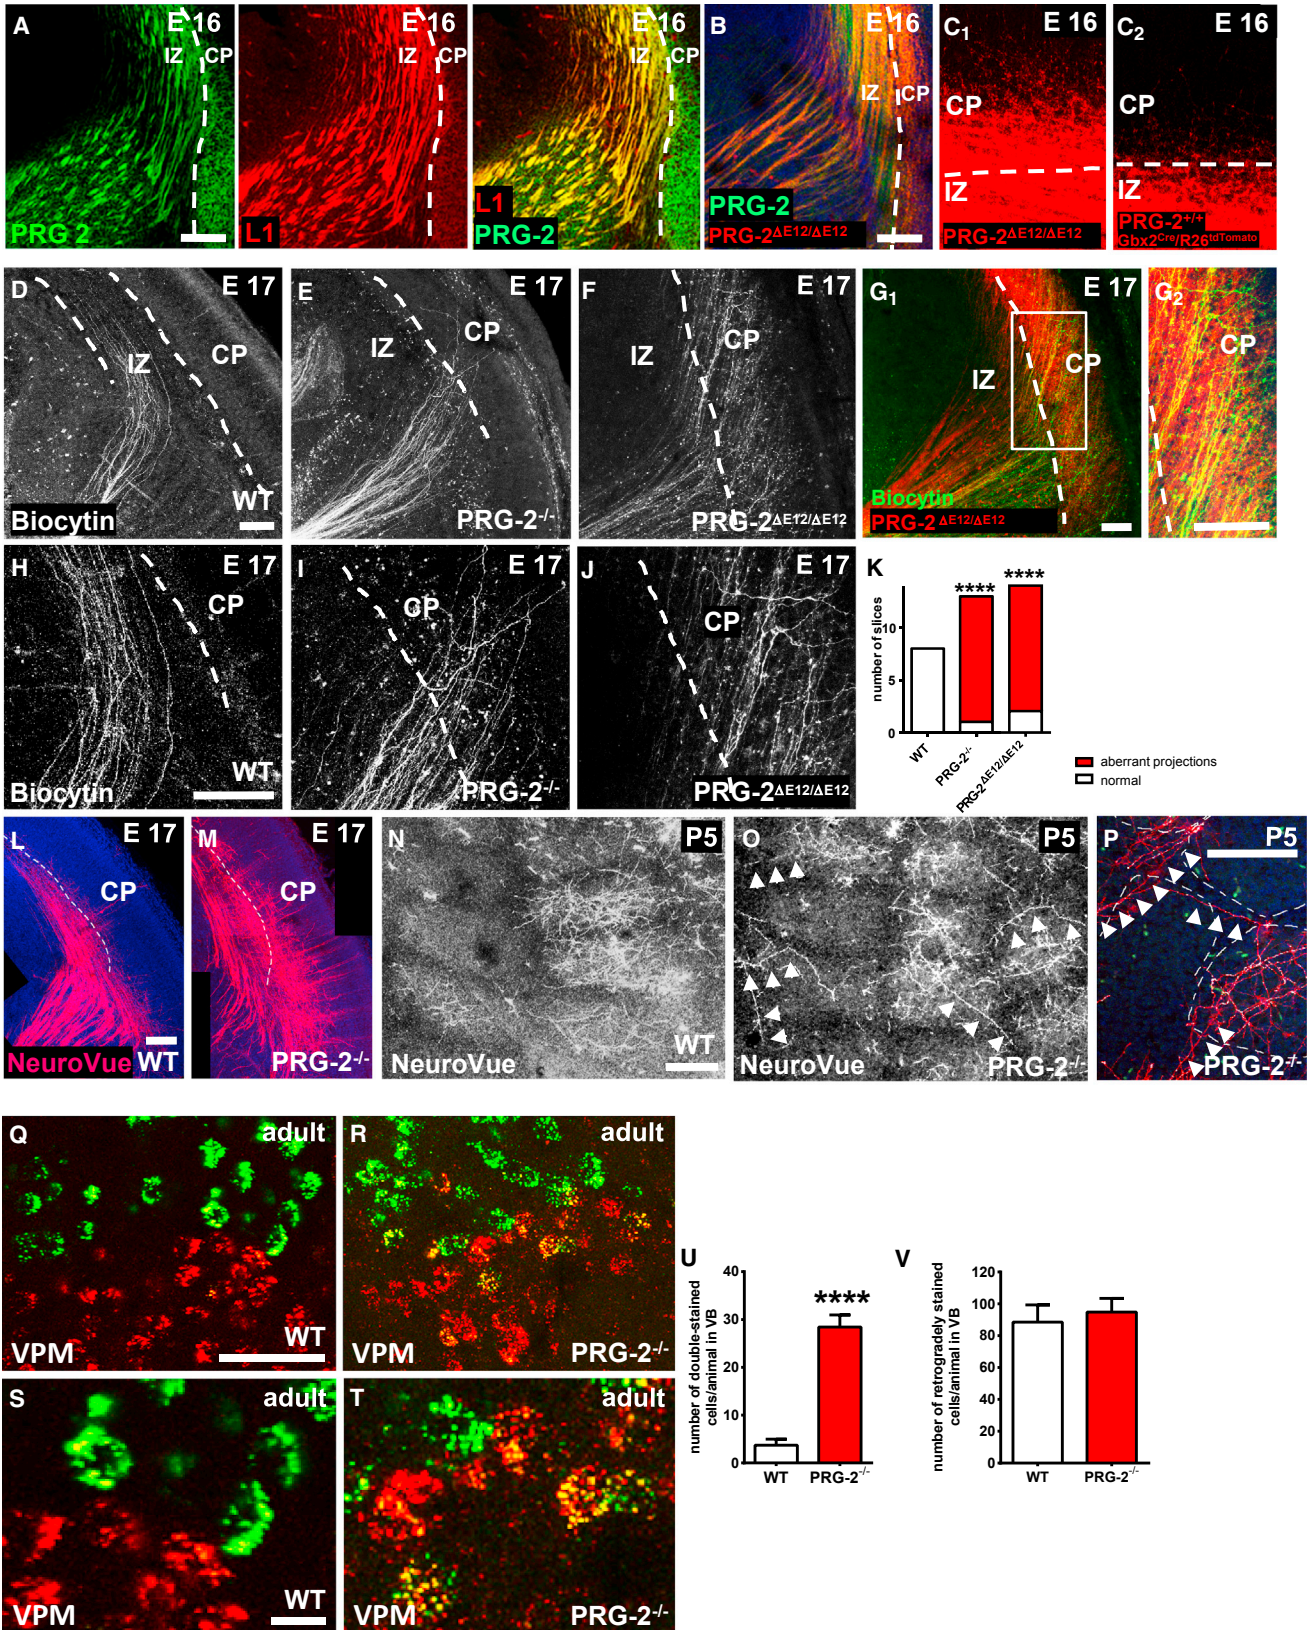 A
E 16
IZ
CP
PRG 2
E 16
IZ
CP
L1
E 16
IZ
CP
L1
PRG-2
B
E 16
IZ
CP
PRG-2
PRG-2ΔE12/ΔE12
C1
E 16
CP
IZ
PRG-2ΔE12/ΔE12
C2
E 16
CP
IZ
PRG-2+/+
Gbx2Cre/R26tdTomato
D
E 17
IZ
CP
WT
Biocytin
E
E 17
IZ
CP
PRG-2-/-
F
E 17
IZ
CP
PRG-2ΔE12/ΔE12
G1
E 17
IZ
CP
Biocytin
PRG-2ΔE12/ΔE12
G2
CP
H
E 17
CP
WT
Biocytin
I
E 17
CP
PRG-2-/-
J
E 17
CP
PRG-2ΔE12/ΔE12
K
****
****
number of slices
10
5
0
WT
PRG-2-/-
PRG-2ΔE12/ΔE12
aberrant projections
normal
L
E 17
CP
NeuroVue
WT
M
E 17
CP
PRG-2-/-
N
P5
NeuroVue
WT
O
P5
NeuroVue
PRG-2-/-
P
P5
PRG-2-/-
Q
adult
VPM
WT
R
adult
VPM
PRG-2-/-
S
adult
VPM
WT
T
adult
VPM
PRG-2-/-
U
number of double-stained
cells/animal in VB
40
30
20
10
0
****
WT
PRG-2-/-
V
number of retrogradely stained
cells/animal in VB
120
100
80
60
40
20
0
WT
PRG-2-/-